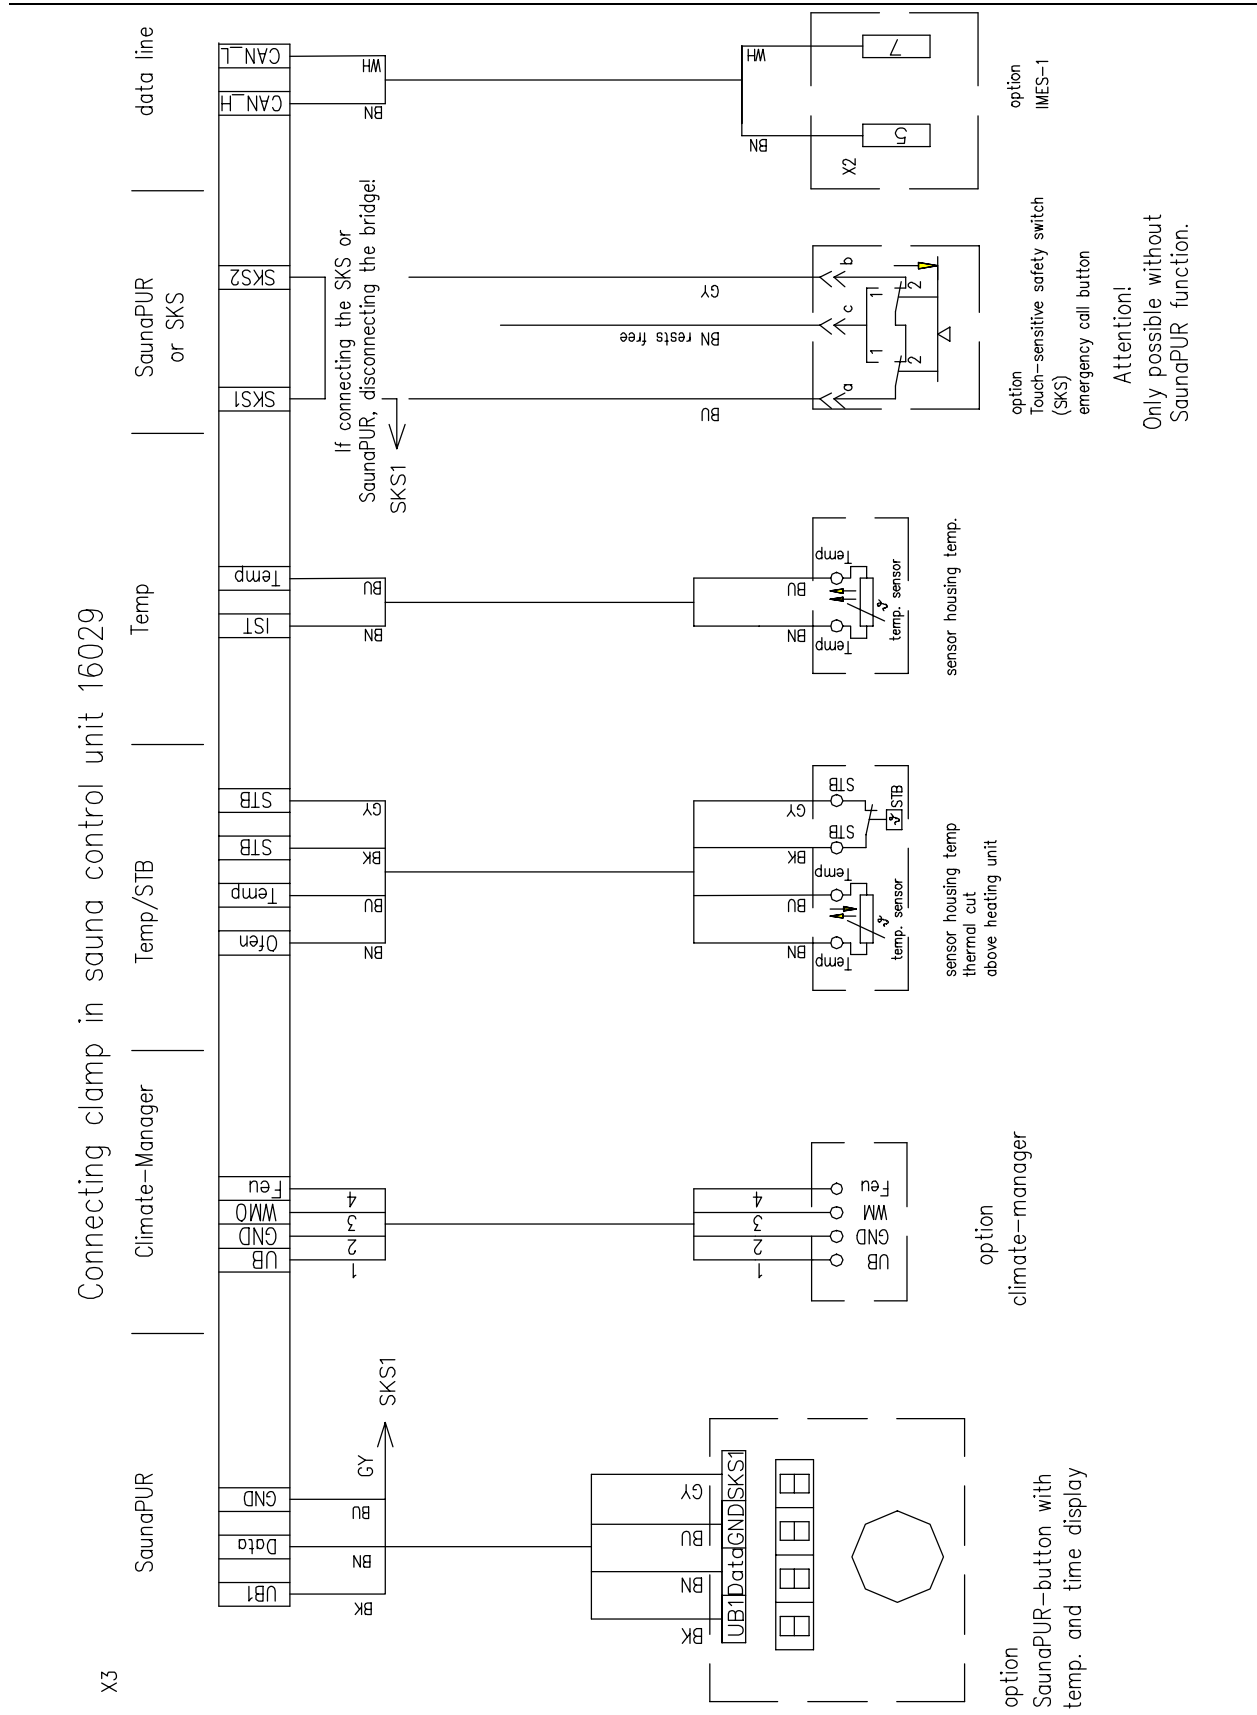 Connecting clamp in sauna control unit 16029
X3
SaunaPUR
Climate-Manager
Temp/STB
Temp
SaunaPUR
or SKS
data line
UB1
Data
GND
UB
GND
WMO
Feu
Ofen
Temp
STB
STB
IST
Temp
SKS1
SKS2
CAN_H
CAN_L
BK
BN
BU
GY
SKS1
1
2
3
4
BN
BU
BK
GY
BN
BU
If connecting the SKS or
SaunaPUR, disconnecting the bridge!
SKS1
BN
WH
BK
BN
BU
GY
UB1
Data
GND
SKS1
option
SaunaPUR-button with
temp. and time display
1
2
3
4
UB
GND
WM
Feu
option
climate-manager
BN
BU
BK
GY
Temp
Temp
STB
STB
temp. sensor
STB
sensor housing temp
thermal cut
above heating unit
BN
BU
Temp
Temp
temp. sensor
sensor housing temp.
BU
BN rests free
GY
a
c
b
1
1
2
2
option
Touch-sensitive safety switch
(SKS)
emergency call button
Attention!
Only possible without
SaunaPUR function.
BN
WH
X2
5
7
option
IMES-1